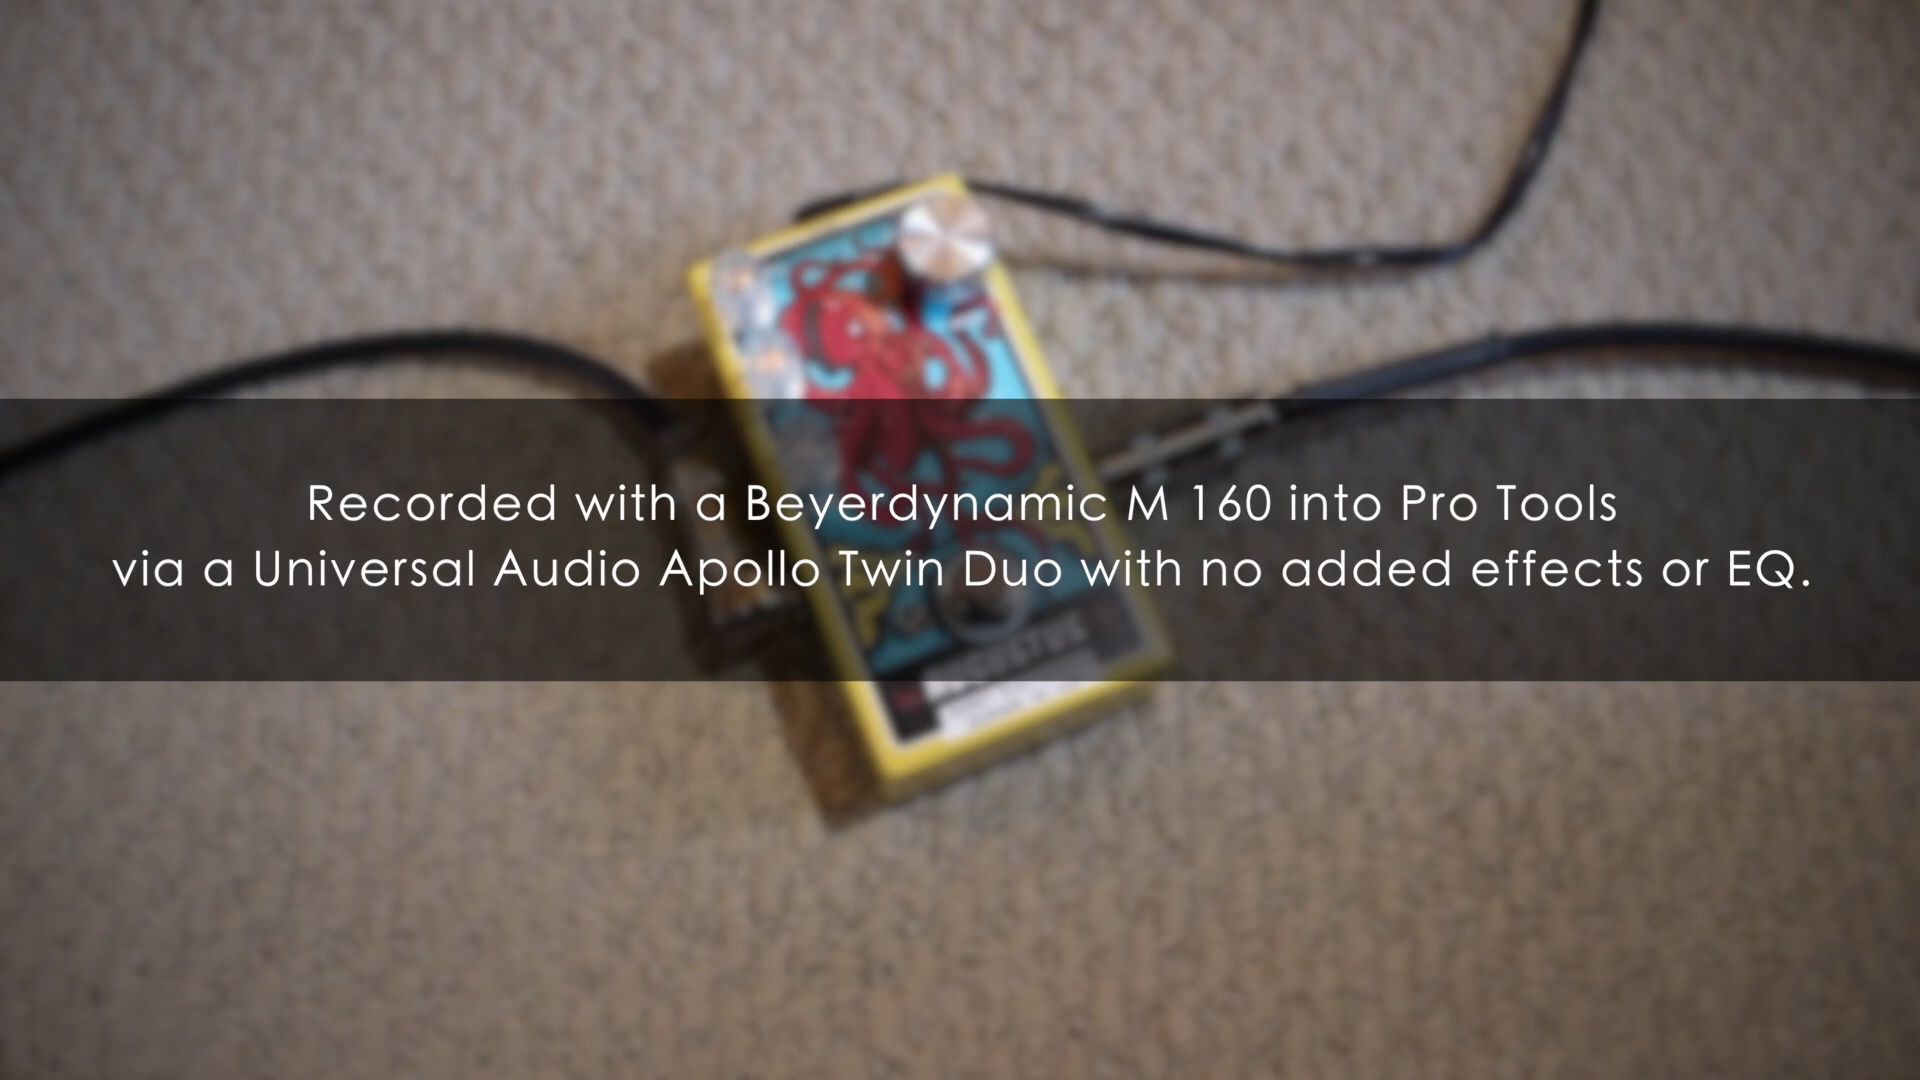 Recorded with a Beyerdynamic M 160 into Pro Tools
via a Universal Audio Apollo Twin Duo with no added effects or EQ.